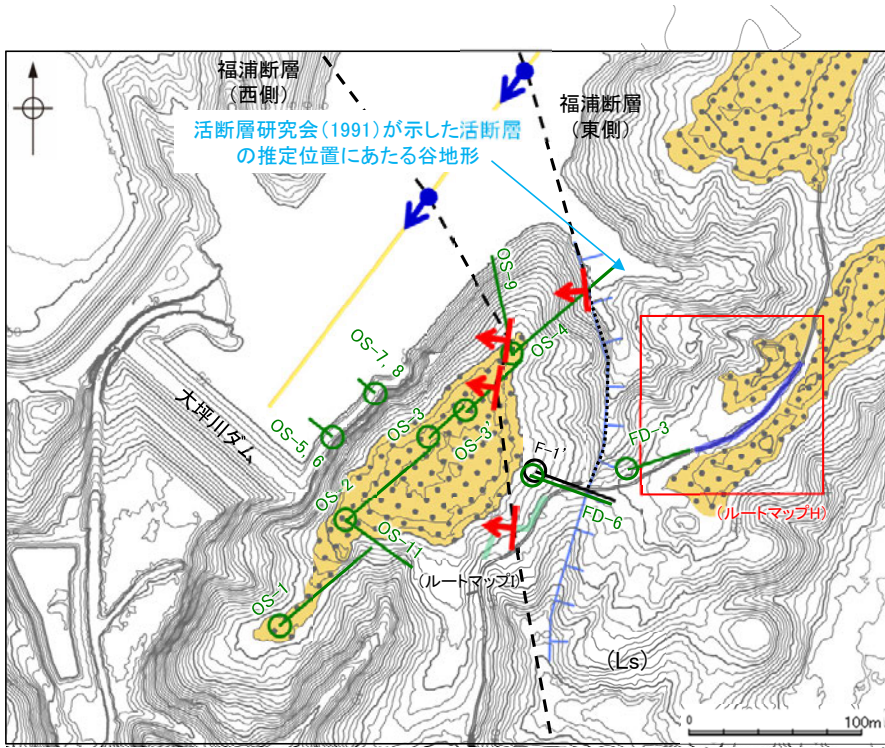 福浦断層
(西側)
福浦断層
(東側)
活断層研究会(1991)が示した活断層
の推定位置にあたる谷地形
OS-9
OS-4
OS-7, 8
OS-5, 6
大坪川ダム
OS-3
OS-3'
OS-2
OS-11
OS-1
F-1'
FD-3
FD-6
(ルートマップH)
(ルートマップI)
(Ls)
0
100m